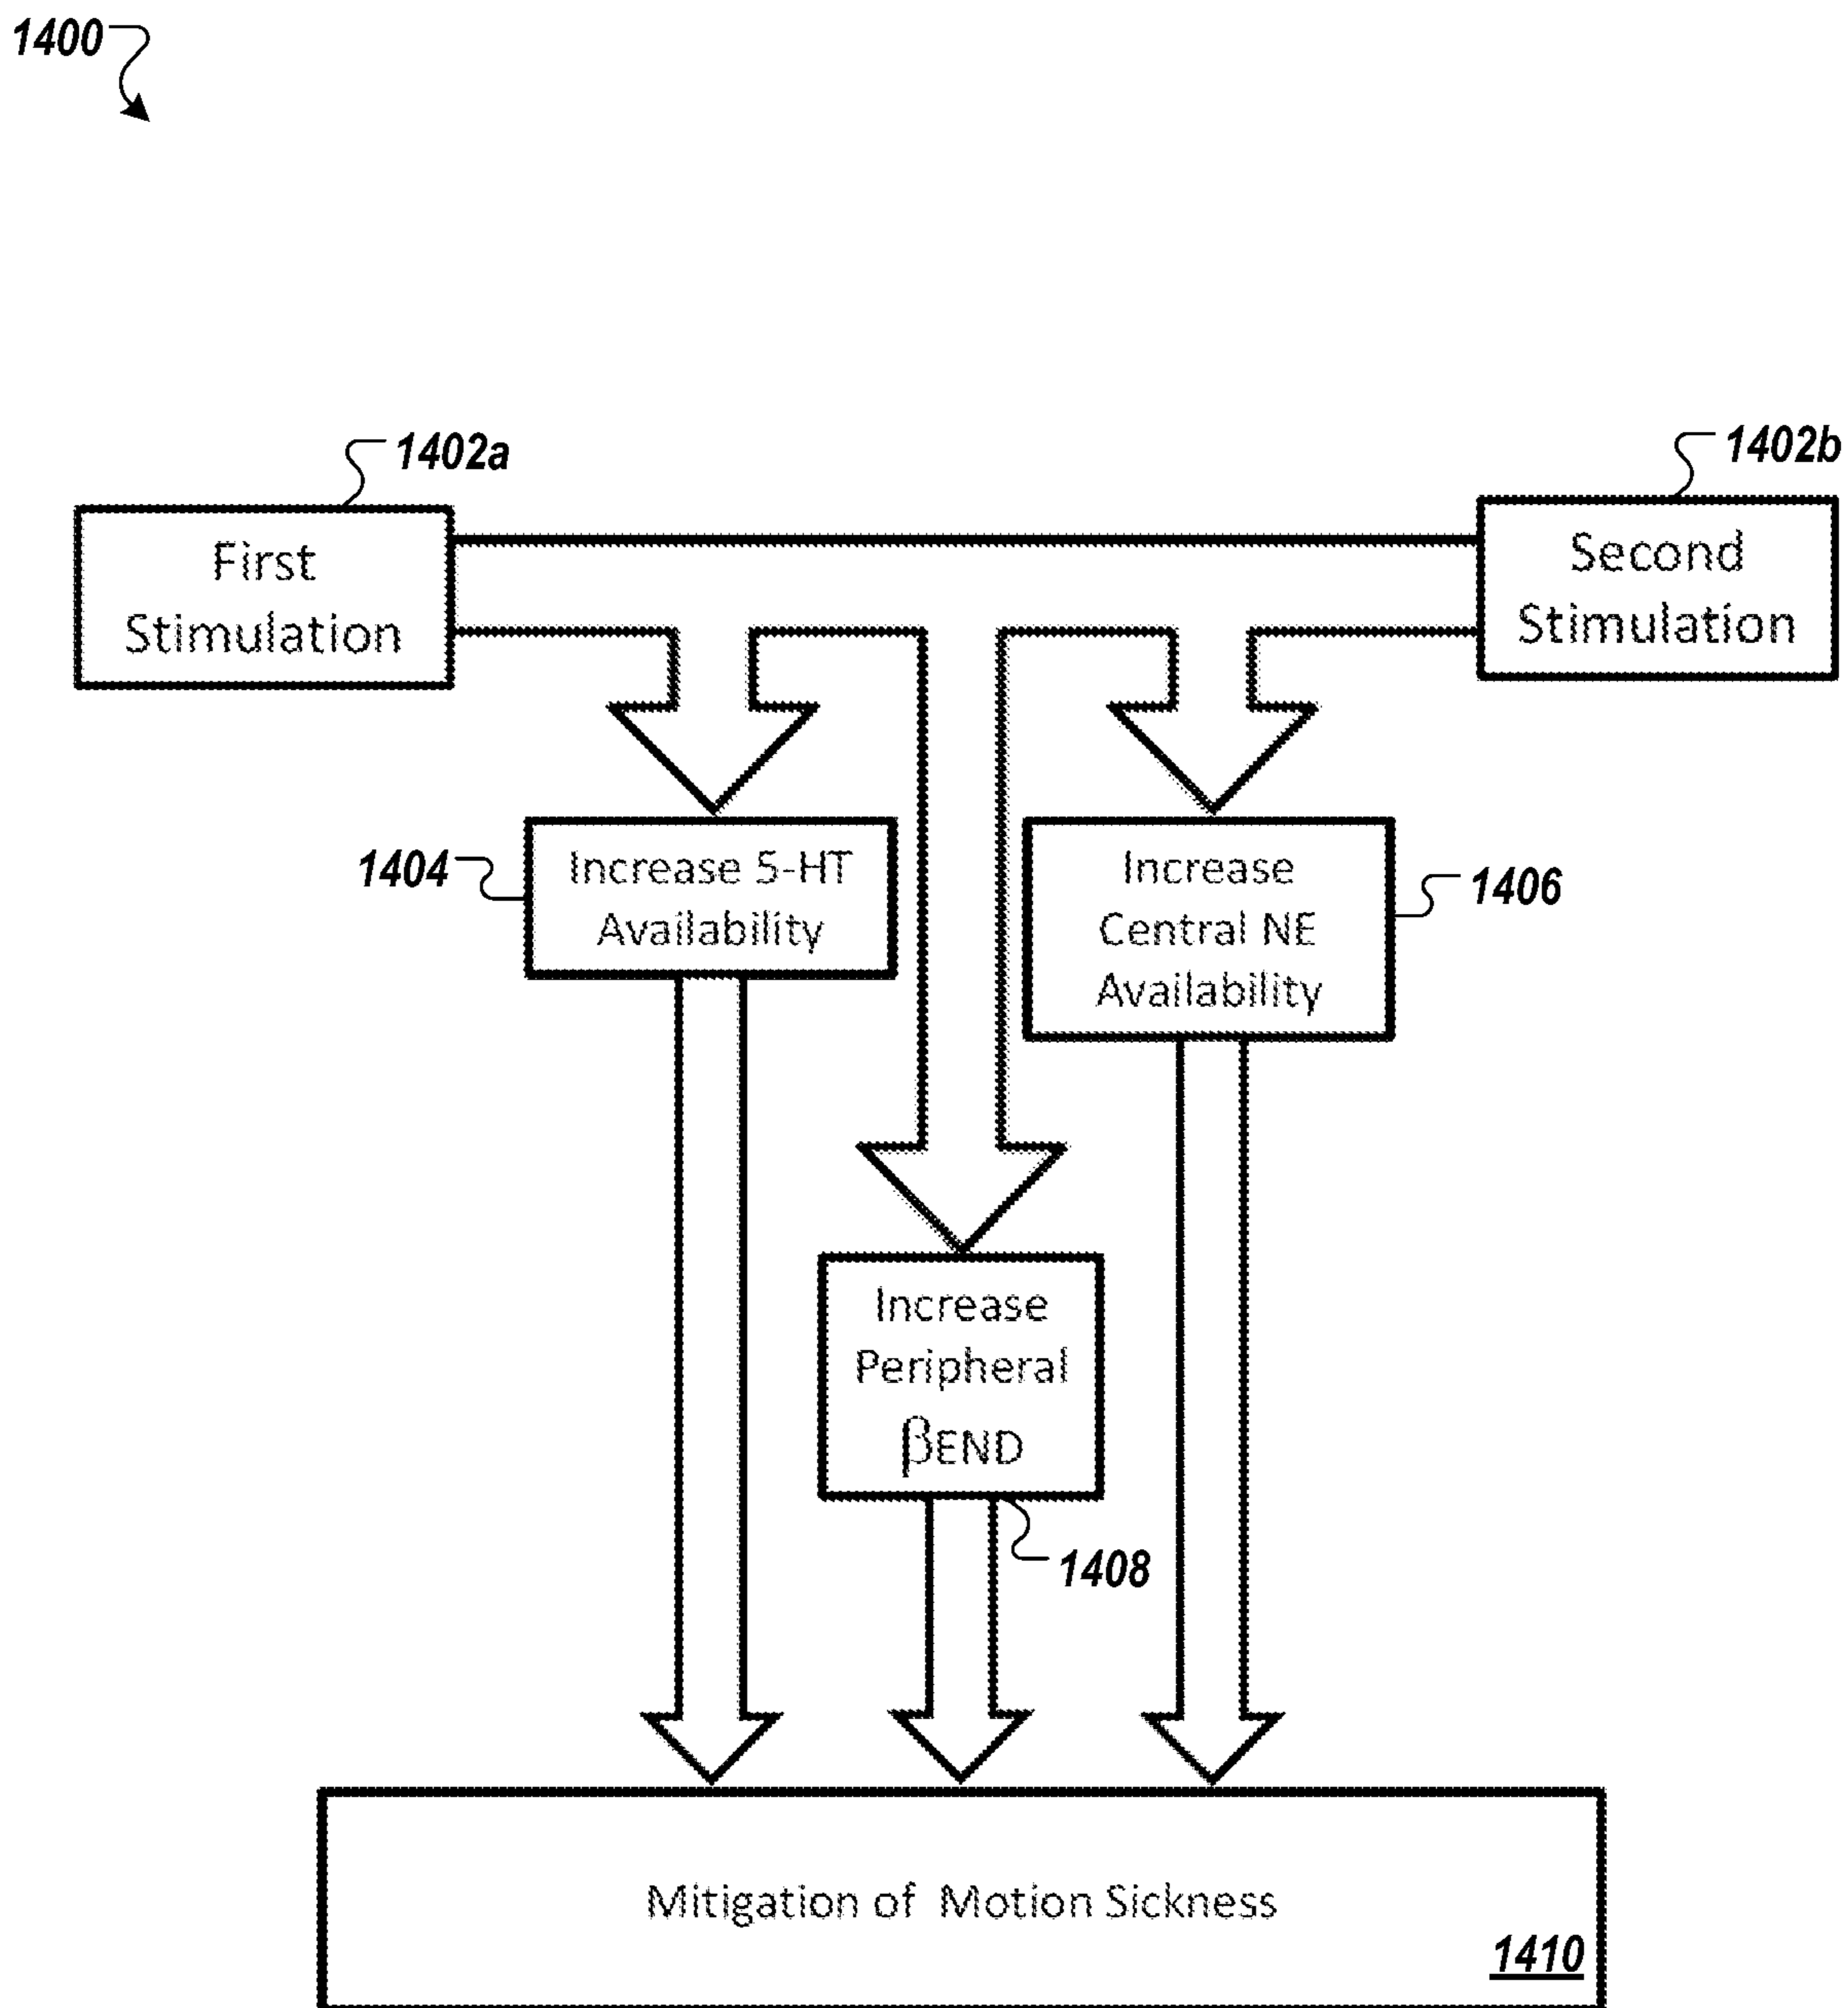 1400
1402a
1402b
First
Stimulation
Second
Stimulation
1404
Increase 5-HT
Availability
Increase
Central NE
Availability
1406
Increase
Peripheral
βEND
1408
Mitigation of Motion Sickness
1410